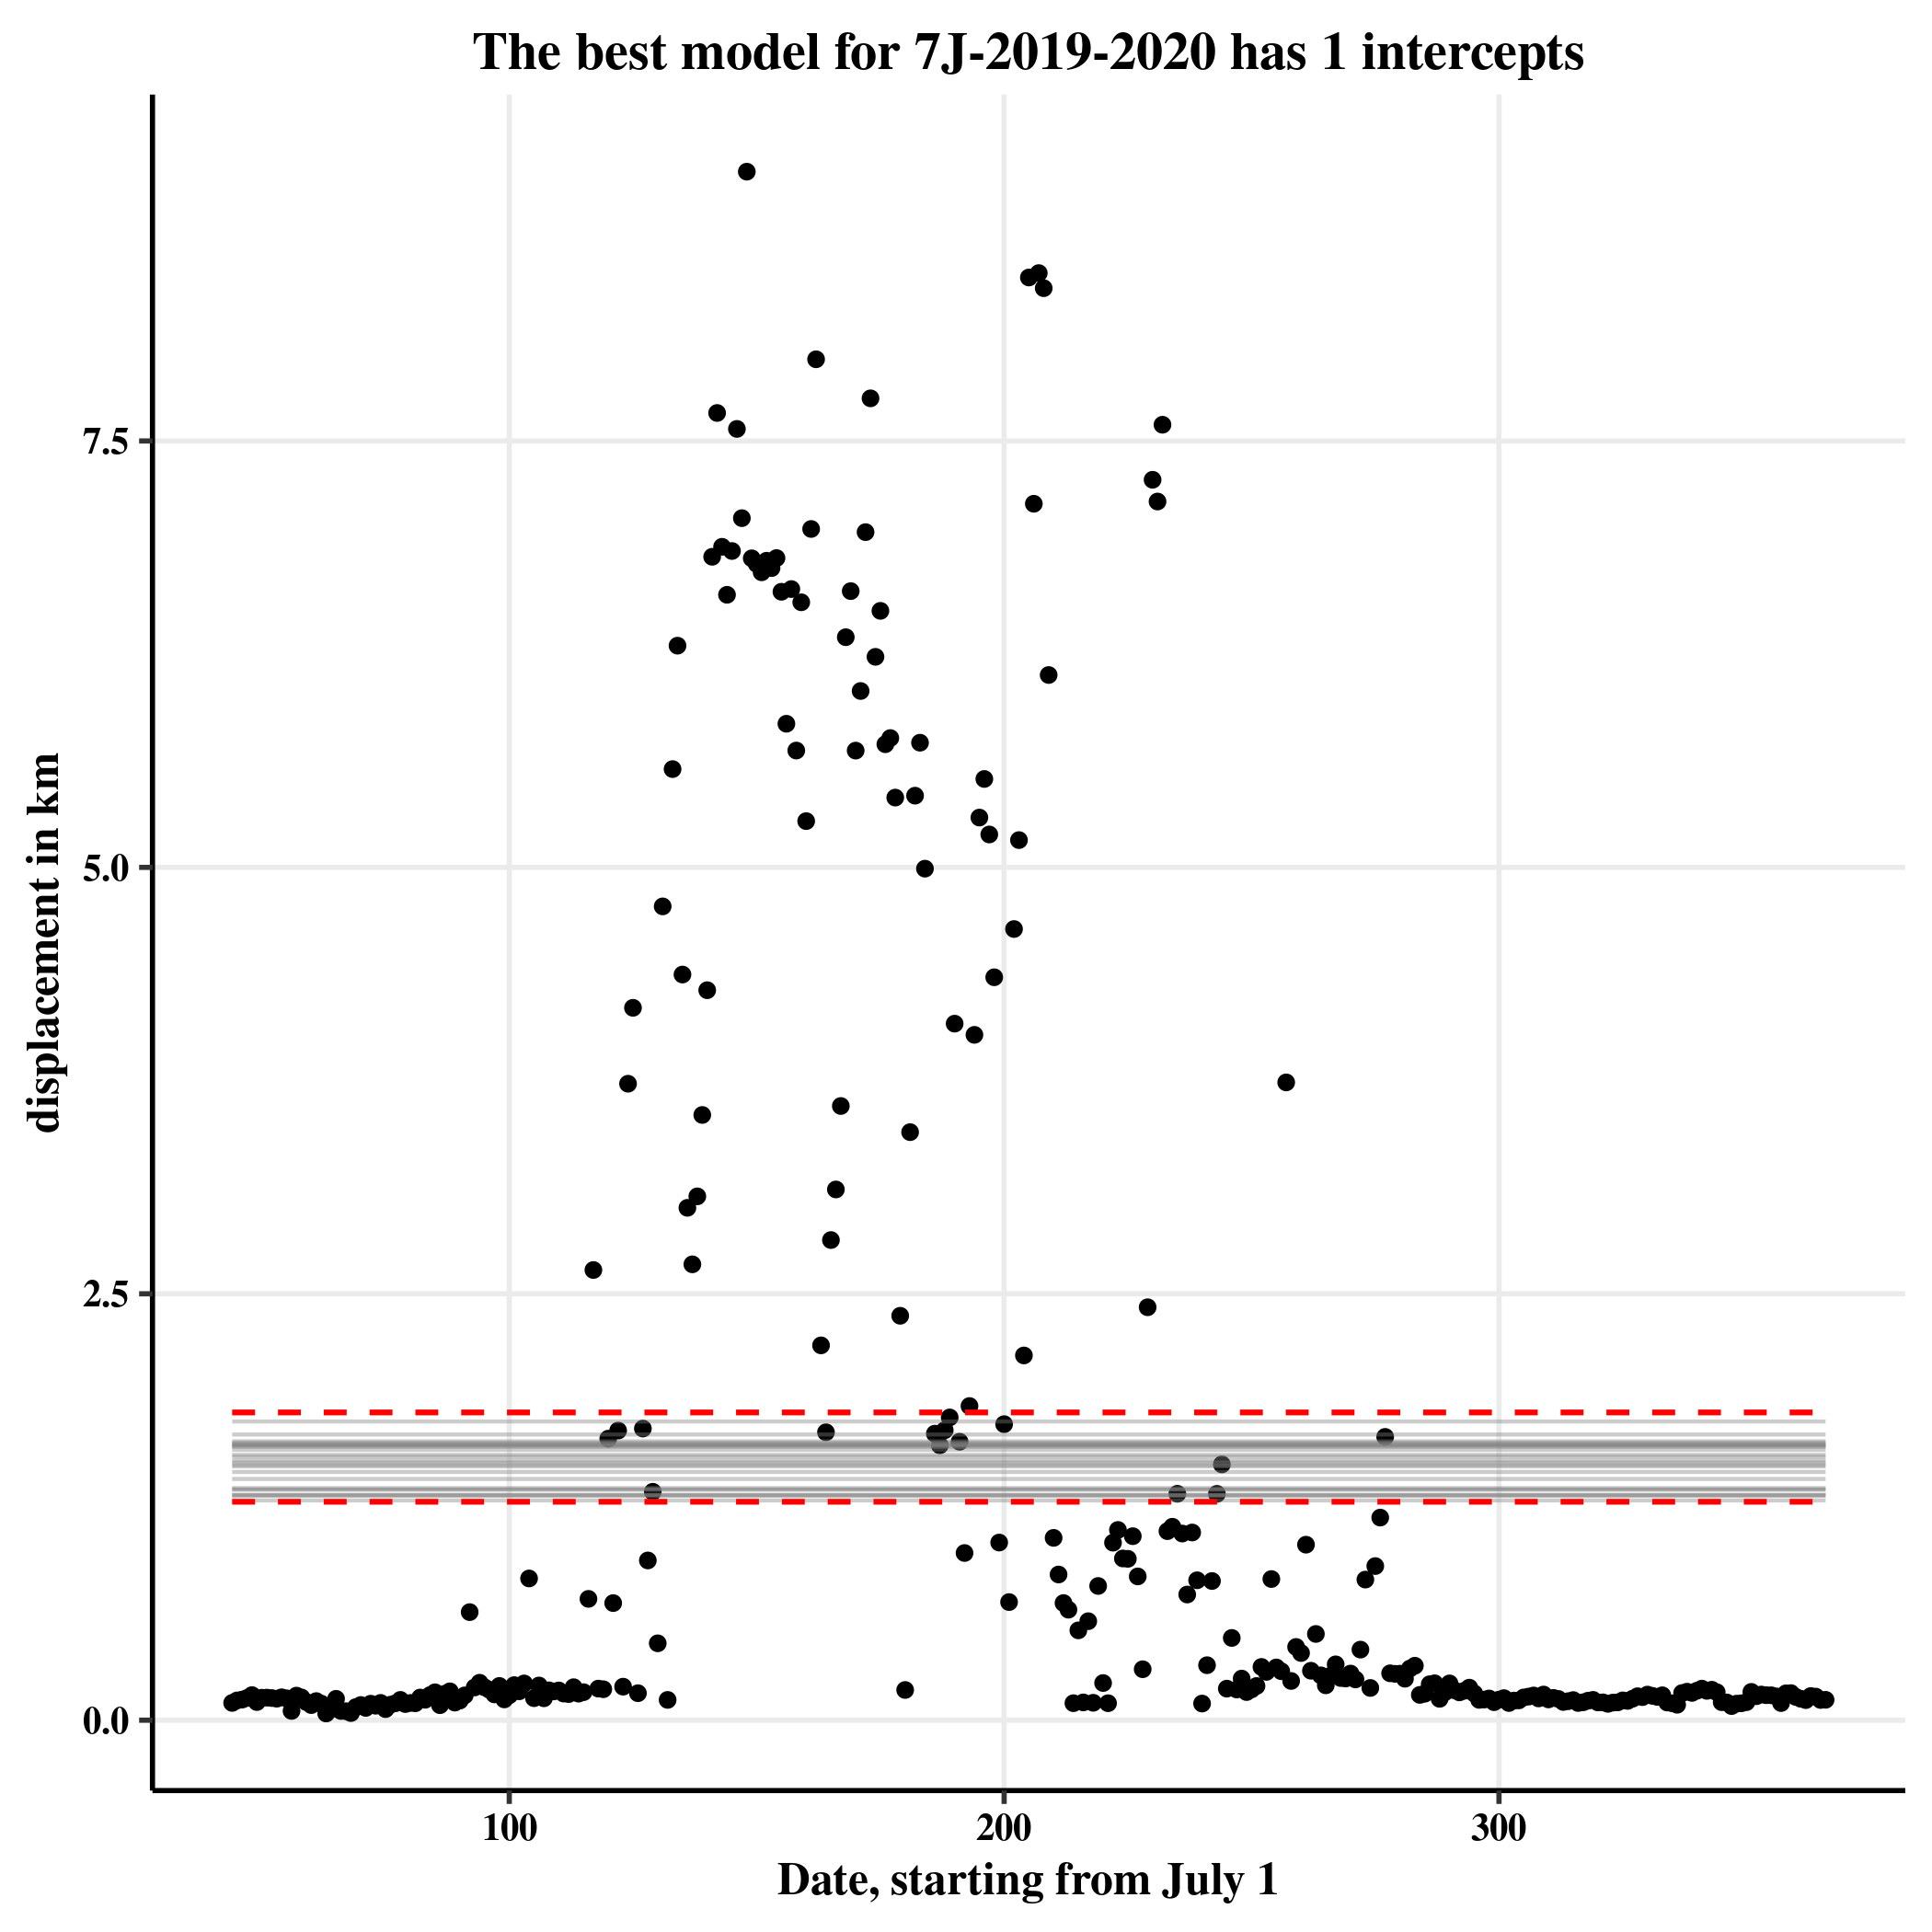 The best model for 7J-2019-2020 has 1 intercepts
displacement in km
7.5
5.0
2.5
0.0
100 200 300
Date, starting from July 1